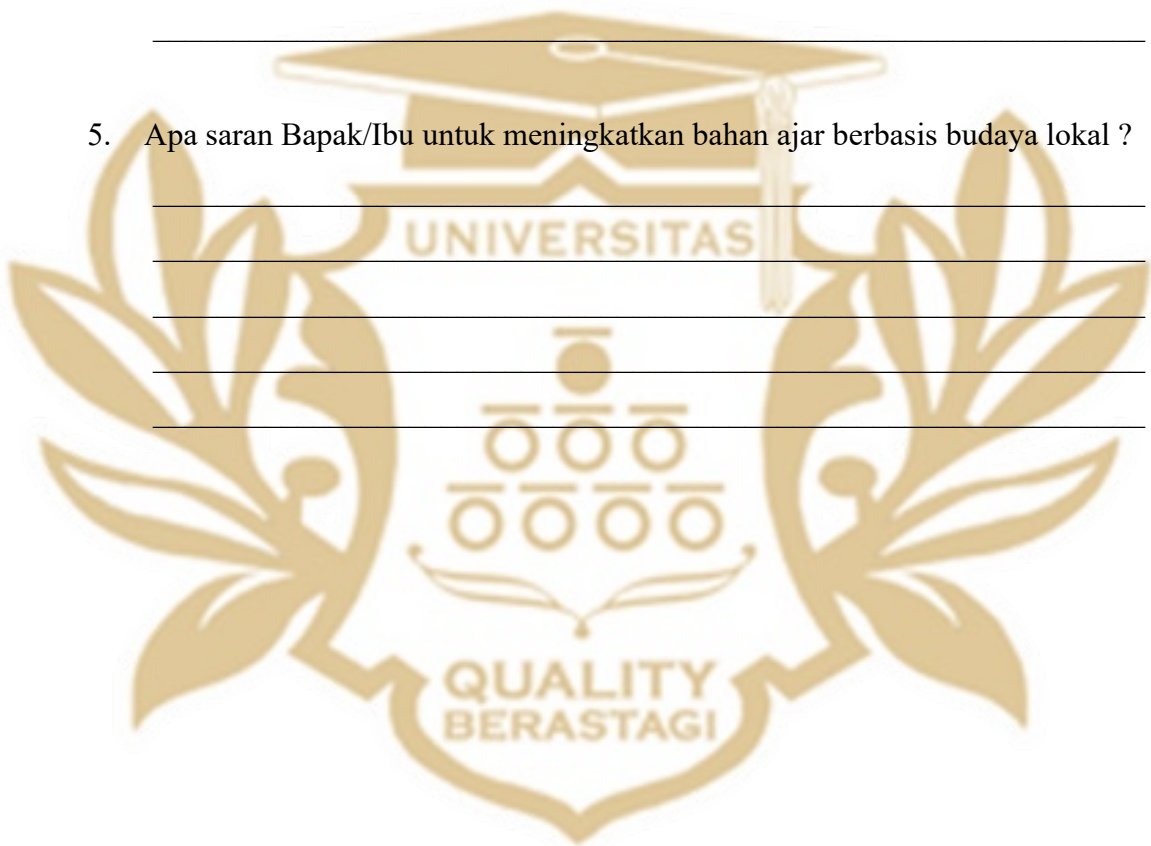 5. Apa saran Bapak/Ibu untuk meningkatkan bahan ajar berbasis budaya lokal ?
UNIVERSITAS
QUALITY
BERASTAGI